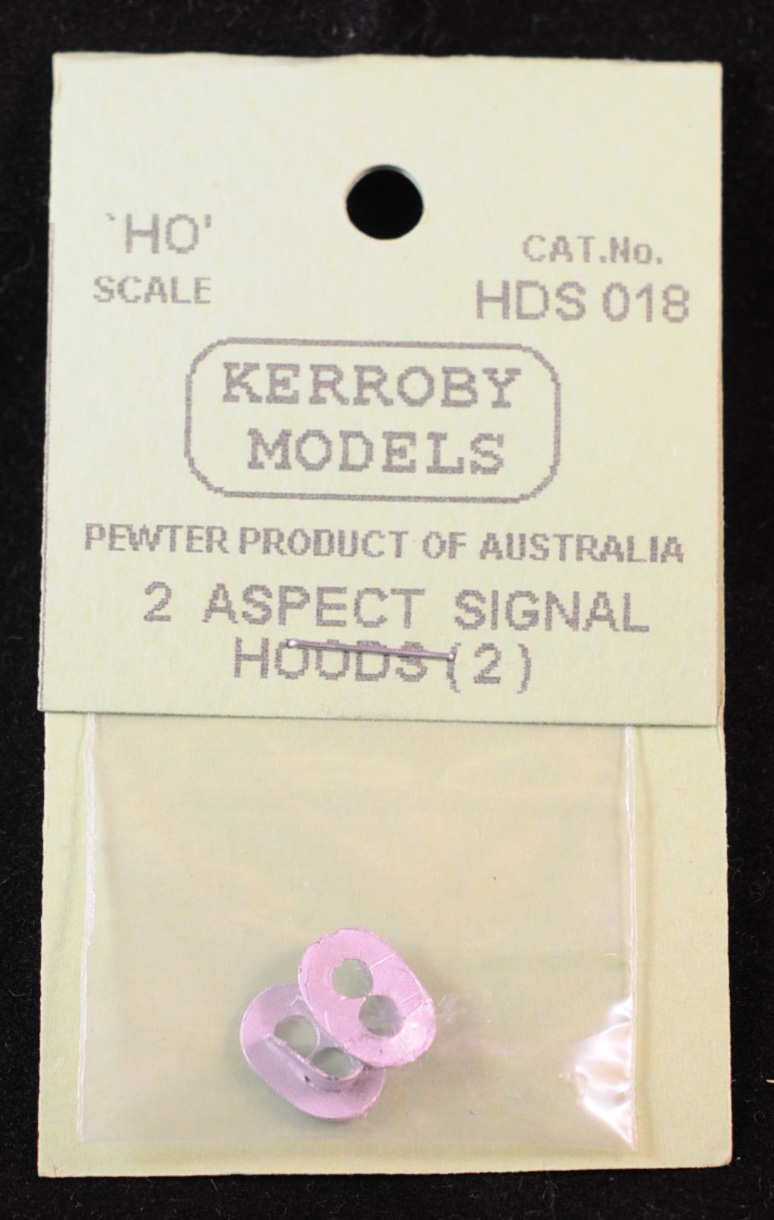 `HO'
SCALE
CAT.No.
HDS 018
KERROBY
MODELS
PEWTER PRODUCT OF AUSTRALIA
2 ASPECT SIGNAL
HOODS (2)